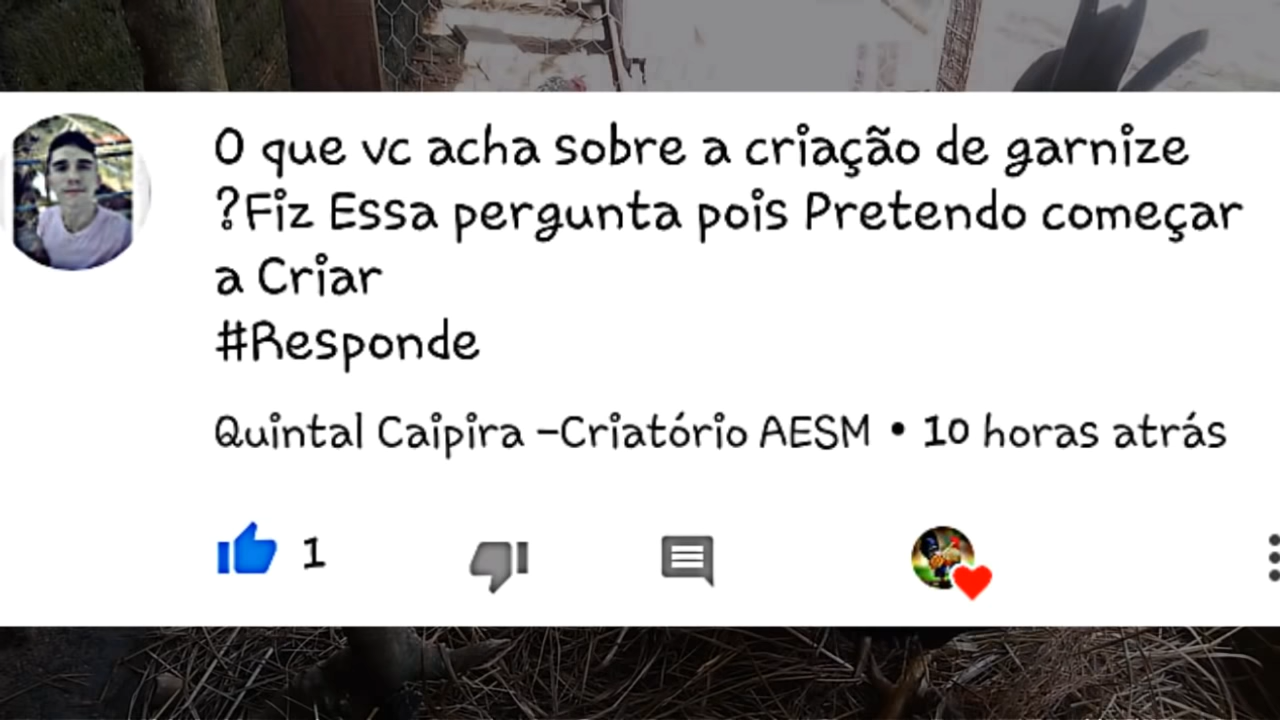 O que vc acha sobre a criação de garnize
?Fiz Essa pergunta pois Pretendo começar
a Criar
#Responde
Quintal Caipira -Criatório AESM • 10 horas atrás
1